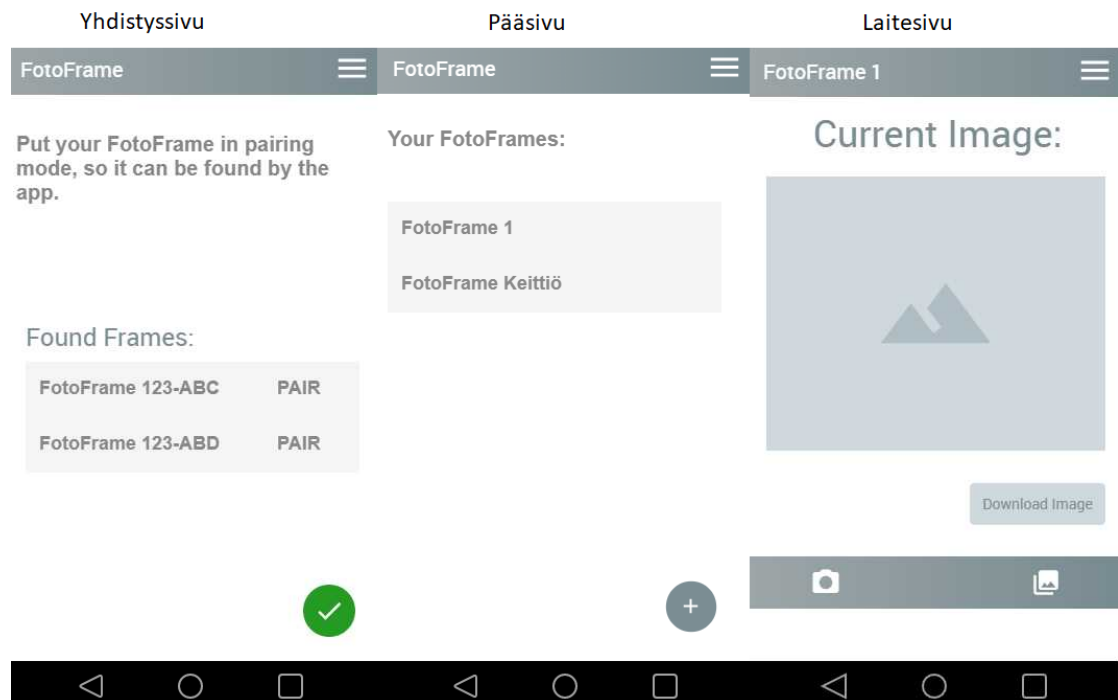 Yhdistyssivu
FotoFrame
Put your FotoFrame in pairing
mode, so it can be found by the
app.
Found Frames:
FotoFrame 123-ABC PAIR
FotoFrame 123-ABD PAIR
Pääsivu
FotoFrame
Your FotoFrames:
FotoFrame 1
FotoFrame Keittiö
Laitesivu
FotoFrame 1
Current Image:
Download Image